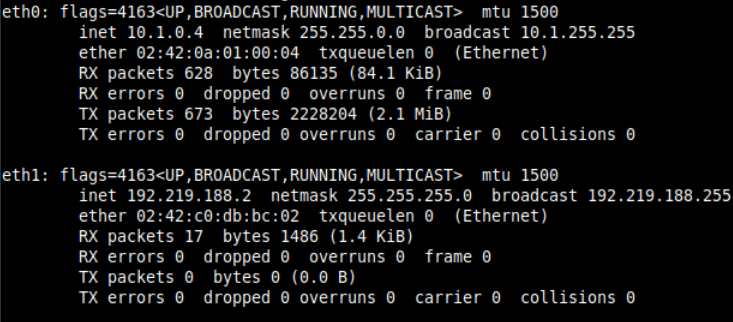 eth0: flags=4163<UP,BROADCAST,RUNNING,MULTICAST>  mtu 1500
        inet 10.1.0.4  netmask 255.255.0.0  broadcast 10.1.255.255
        ether 02:42:0a:01:00:04  txqueuelen 0  (Ethernet)
        RX packets 628  bytes 86135 (84.1 KiB)
        RX errors 0  dropped 0  overruns 0  frame 0
        TX packets 673  bytes 2228204 (2.1 MiB)
        TX errors 0  dropped 0 overruns 0  carrier 0  collisions 0

eth1: flags=4163<UP,BROADCAST,RUNNING,MULTICAST>  mtu 1500
        inet 192.219.188.2  netmask 255.255.255.0  broadcast 192.219.188.255
        ether 02:42:c0:db:bc:02  txqueuelen 0  (Ethernet)
        RX packets 17  bytes 1486 (1.4 KiB)
        RX errors 0  dropped 0  overruns 0  frame 0
        TX packets 0  bytes 0 (0.0 B)
        TX errors 0  dropped 0 overruns 0  carrier 0  collisions 0